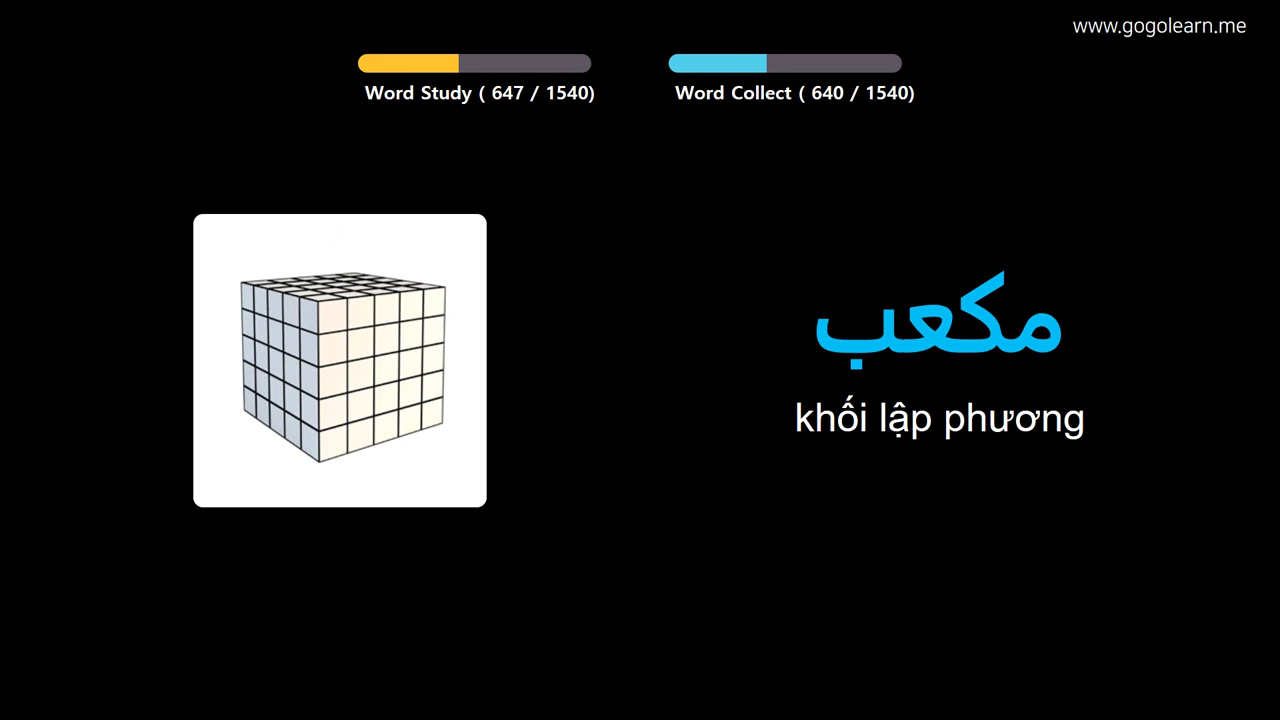 www.gogolearn.me
Word Study ( 647 / 1540)
Word Collect ( 640 / 1540)
مكعب
khối lập phương